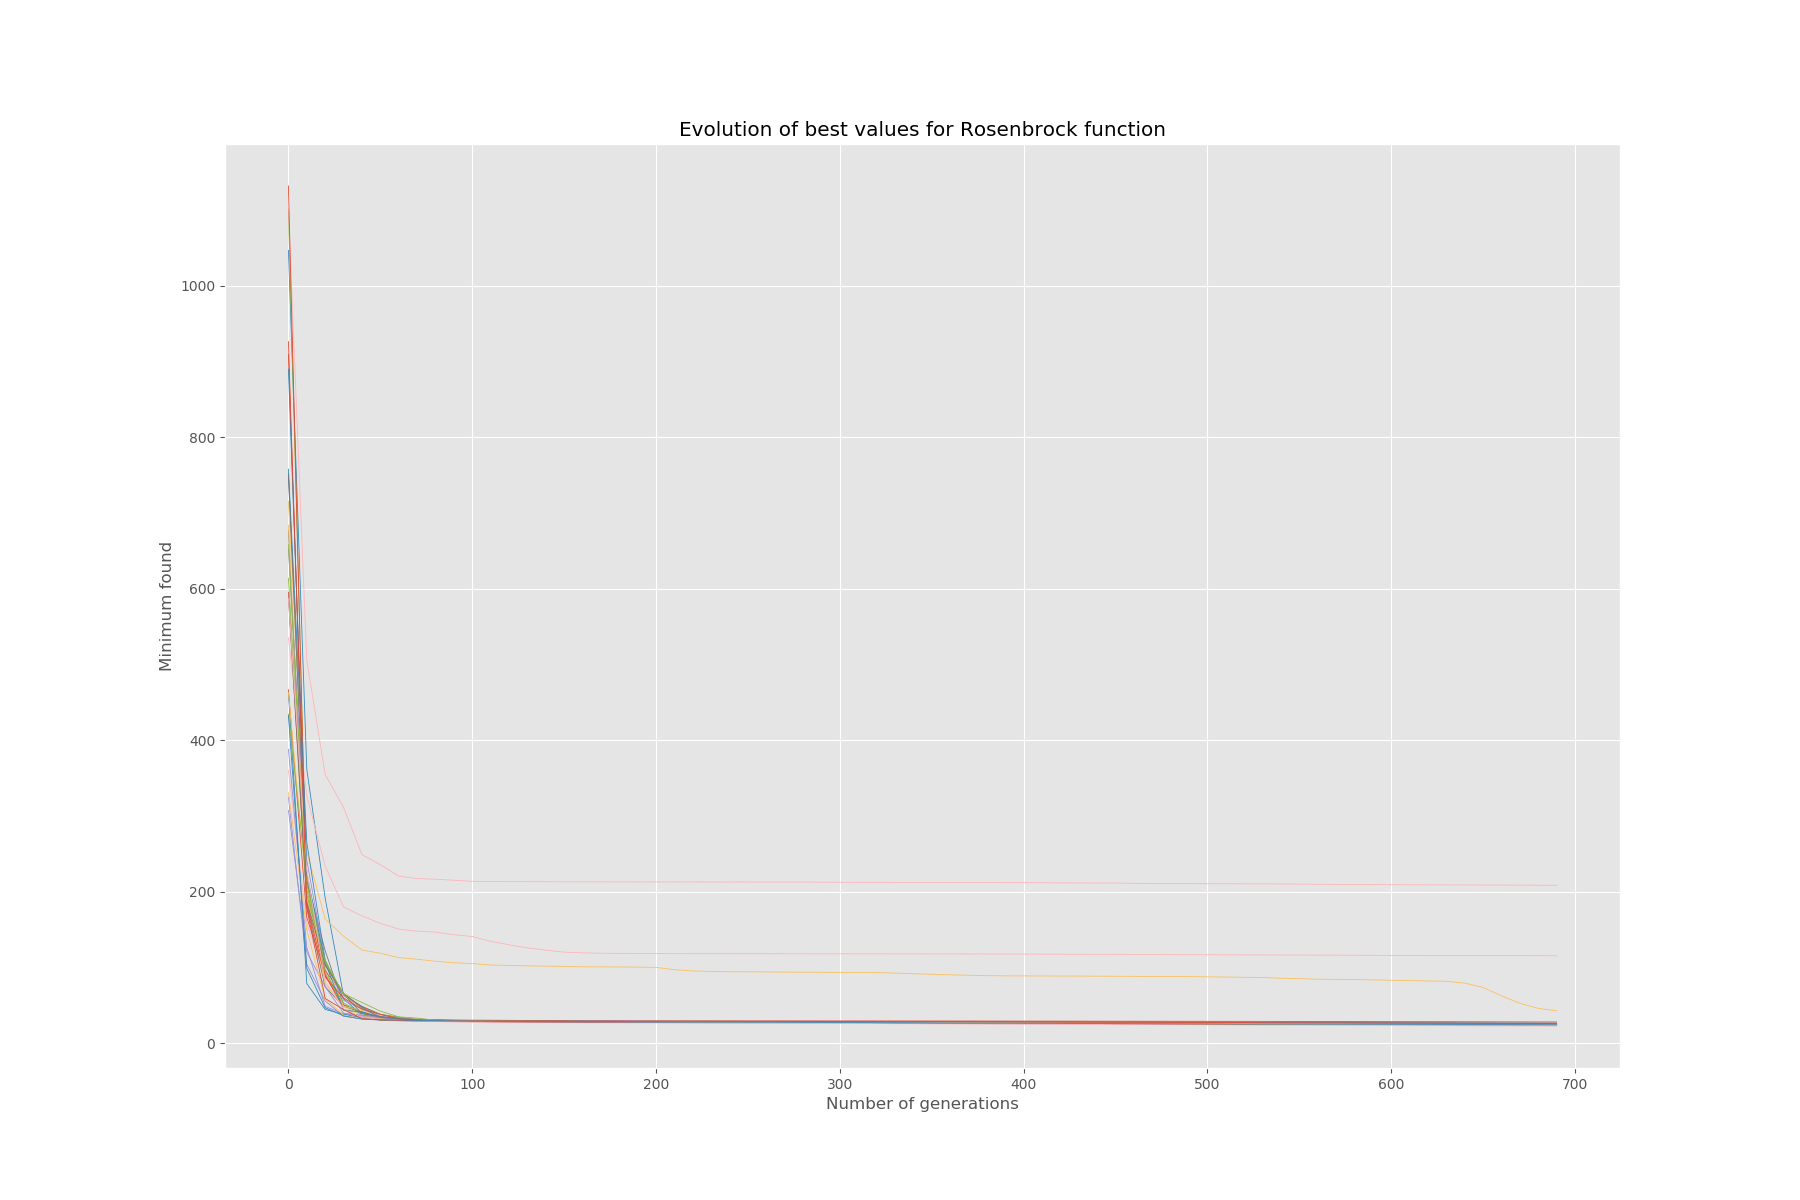 Evolution of best values for Rosenbrock function
1000
800
600
400
200
0
Minimum found
0 100 200 300 400 500 600 700
Number of generations